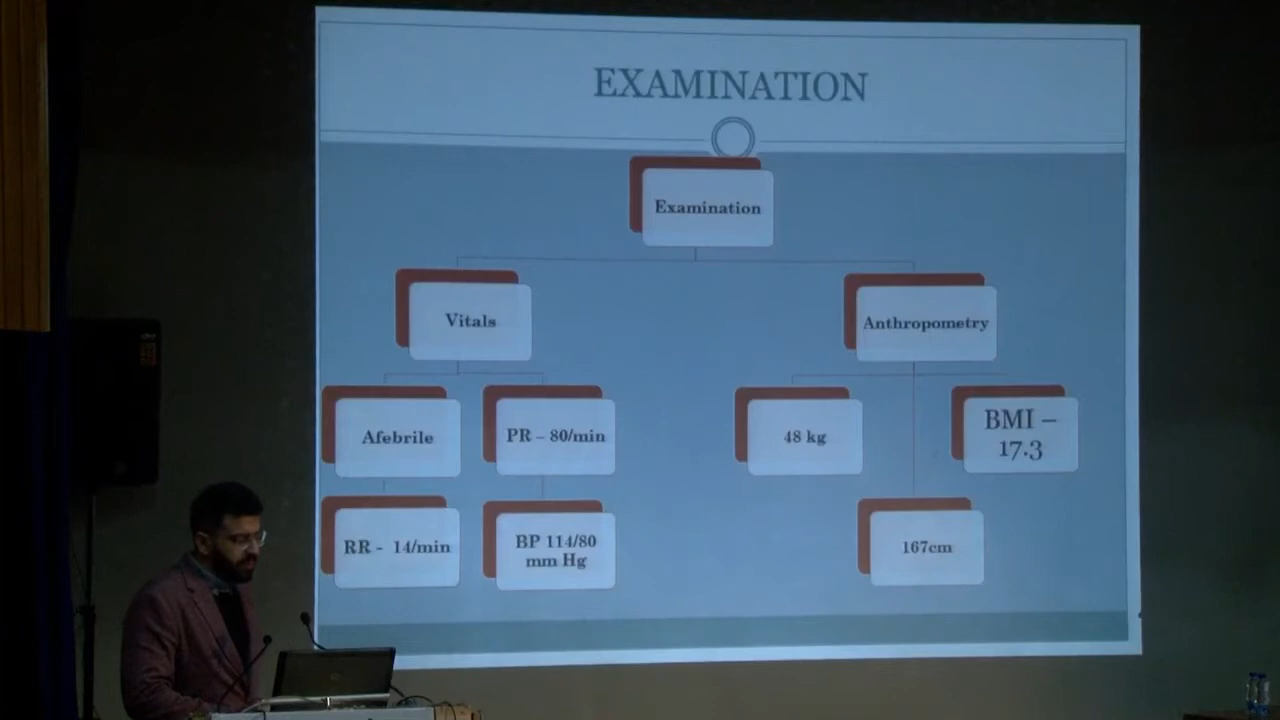 EXAMINATION
Examination
Vitals
Anthropometry
Afebrile
PR – 80/min
48 kg
BMI –
17.3
RR - 14/min
BP 114/80
mm Hg
167cm